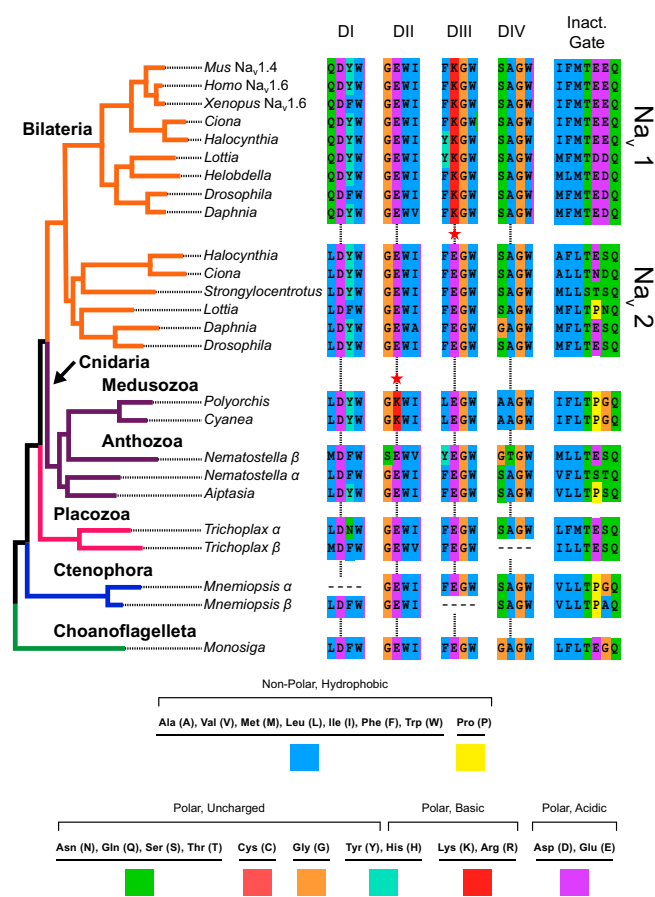 DI DII DIII DIV Inact. Gate
Mus Nav1.4 QDYW GEWI FKGW SAGW IFMTEEQ
Homo Nav1.6 QDYW GEWI FKGW SAGW IFMTEEQ
Xenopus Nav1.6 QDFW GEWI FKGW SAGW IFMTEEQ
Ciona QDFW GEWI FKGW SAGW IFMTEEQ
Bilateria
Halocynthia QDYW GEWI YKGW SAGW IFMTEEQ
Lottia QDYW GEWI YKGW SAGW MFMTDDQ
Helobdella QDYW GEWI FKGW SAGW MLMTEDQ
Drosophila QDFW GEWI FKGW SAGW MFMTEDQ
Daphnia QDYW GEWV FKGW SAGW MFMTEDQ
Nav 1
Halocynthia LDYW GEWI FEGW SAGW AFLTESQ
Ciona LDYW GEWI FEGW SAGW ALLTNDQ
Strongylocentrotus LDYW GEWI FEGW SAGW MLLSTSQ
Lottia LDFW GEWI FEGW SAGW MFLTPNQ
Daphnia LDYW GEWA FEGW GAGW MLLTESQ
Drosophila LDYW GEWI FEGW SAGW MLLTESQ
Nav 2
Cnidaria
Medusozoa
Polyorchis LDYW GKWI LEGW AAGW IFLTPGQ
Cyanea LDYW GKWI LEGW AAGW IFLTPGQ
Anthozoa
Nematostella β MDFW SEWV YEGW GTGW MLLTESQ
Nematostella α LDFW GEWI FEGW SAGW VFLTSTQ
Aiptasia LDYW GEWI FEGW SAGW VLLTPSQ
Placozoa
Trichoplax α LDNW GEWI FEGW SAGW LFMTESQ
Trichoplax β MDFW GEWV FEGW ---- ILLTESQ
Ctenophora
Mnemiopsis α ---- GEWI FEGW SAGW VLLTPGQ
Mnemiopsis β LDFW GEWI ---- SAGW VLLTPAQ
Choanoflagelleta
Monosiga LDFW GEWI FEGW GAGW LFLTEGQ
Non-Polar, Hydrophobic
Ala (A), Val (V), Met (M), Leu (L), Ile (I), Phe (F), Trp (W) Pro (P)
Polar, Uncharged Polar, Basic Polar, Acidic
Asn (N), Gln (Q), Ser (S), Thr (T) Cys (C) Gly (G) Tyr (Y), His (H) Lys (K), Arg (R) Asp (D), Glu (E)